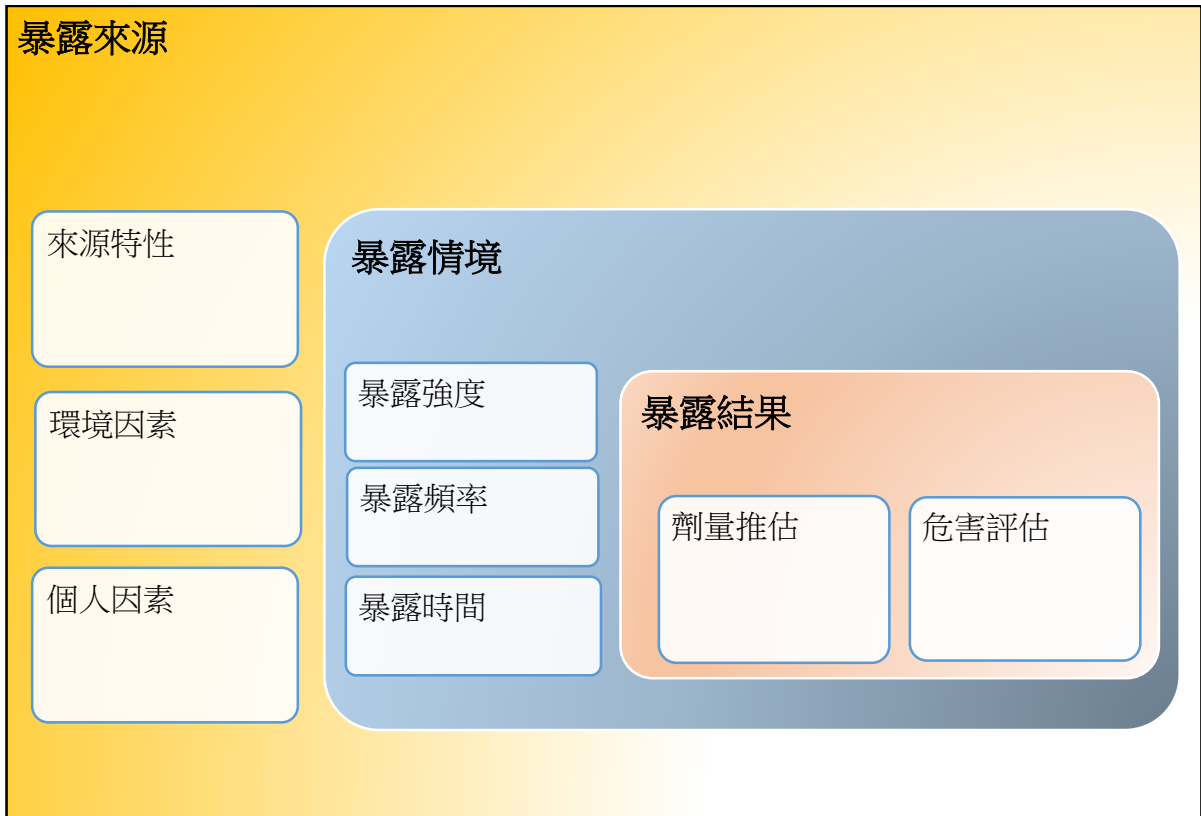 暴露來源
來源特性
環境因素
個人因素
暴露情境
暴露強度
暴露頻率
暴露時間
暴露結果
劑量推估
危害評估